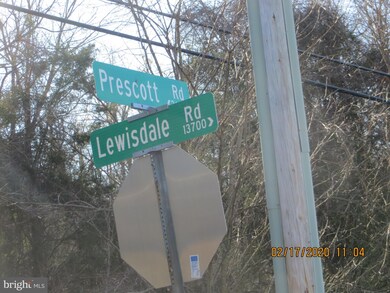 Prescott Rd
Lewisdale Rd
13700
02/17/2020 11:04
bright MLS